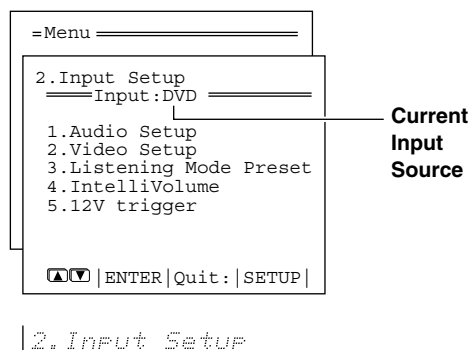 =Menu
2.Input Setup
Input:DVD
1.Audio Setup
2.Video Setup
3.Listening Mode Preset
4.IntelliVolume
5.12V trigger
▲▼|ENTER|Quit:|SETUP|
Current
Input
Source
2.Input Setup